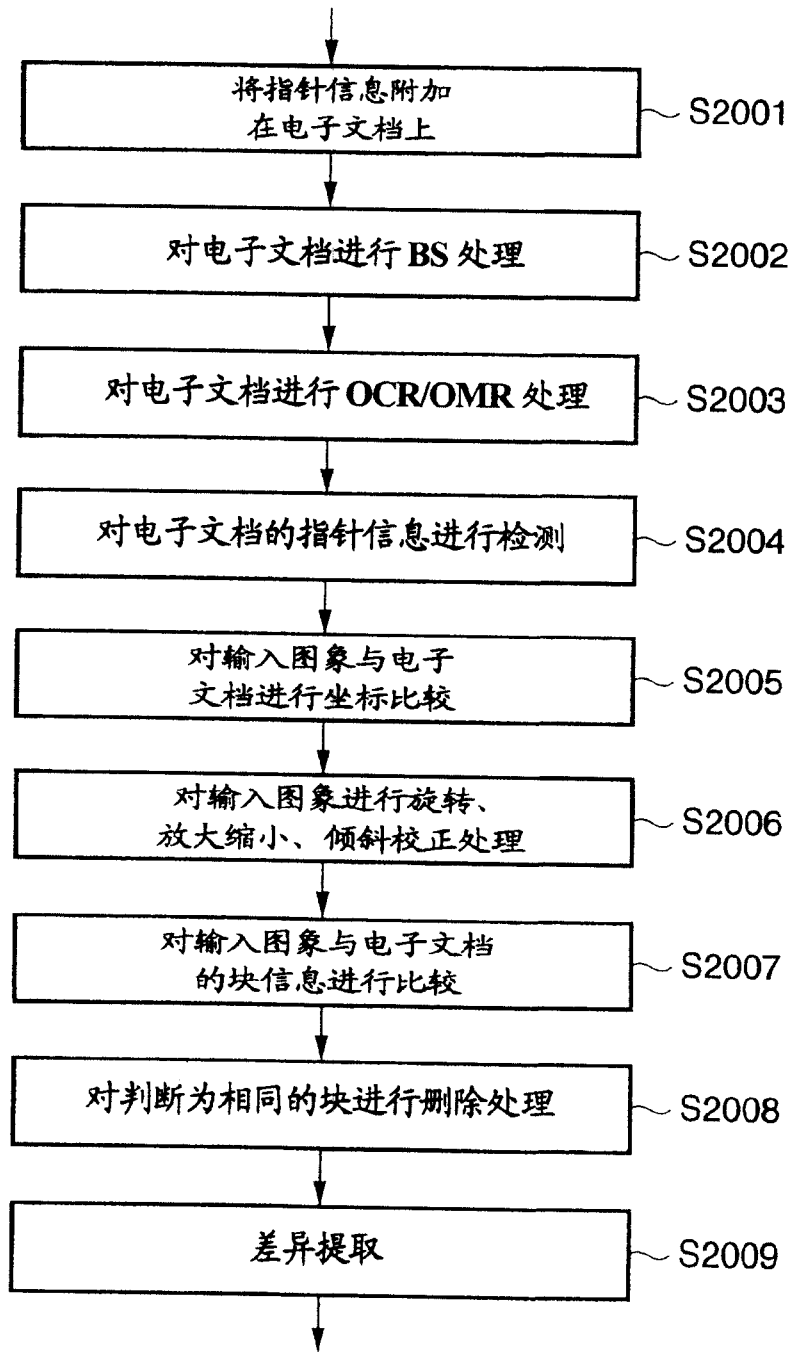 将指针信息附加
在电子文档上
S2001
对电子文档进行 BS 处理
S2002
对电子文档进行 OCR/OMR 处理
S2003
对电子文档的指针信息进行检测
S2004
对输入图象与电子
文档进行坐标比较
S2005
对输入图象进行旋转、
放大缩小、倾斜校正处理
S2006
对输入图象与电子文档
的块信息进行比较
S2007
对判断为相同的块进行删除处理
S2008
差异提取
S2009